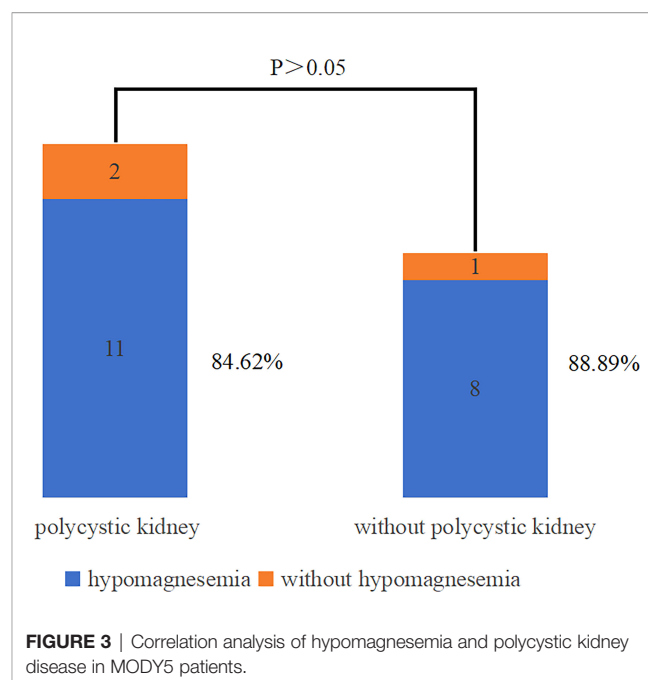 P＞0.05
2
1
11
84.62%
8
88.89%
polycystic kidney
without polycystic kidney
hypomagnesemia
without hypomagnesemia
FIGURE 3 | Correlation analysis of hypomagnesemia and polycystic kidney
disease in MODY5 patients.